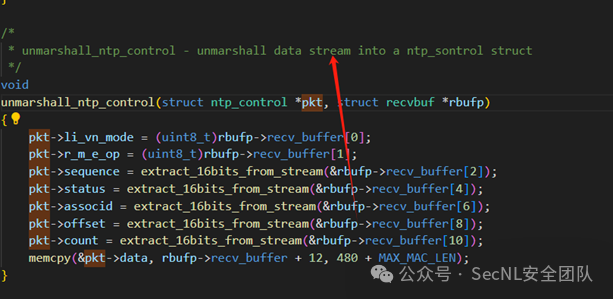 /*
* unmarshall_ntp_control - unmarshall data stream into a ntp_sontrol struct
*/
void
unmarshall_ntp_control(struct ntp_control *pkt, struct recvbuf *rbufp)
{
pkt->li_vn_mode = (uint8_t)rbufp->recv_buffer[0];
pkt->r_m_e_op = (uint8_t)rbufp->recv_buffer[1];
pkt->sequence = extract_16bits_from_stream(&rbufp->recv_buffer[2]);
pkt->status = extract_16bits_from_stream(&rbufp->recv_buffer[4]);
pkt->associd = extract_16bits_from_stream(&rbufp->recv_buffer[6]);
pkt->offset = extract_16bits_from_stream(&rbufp->recv_buffer[8]);
pkt->count = extract_16bits_from_stream(&rbufp->recv_buffer[10]);
memcpy(&pkt->data, rbufp->recv_buffer + 12, 480 + MAX_MAC_LEN);
}
公众号 · SecNL安全团队